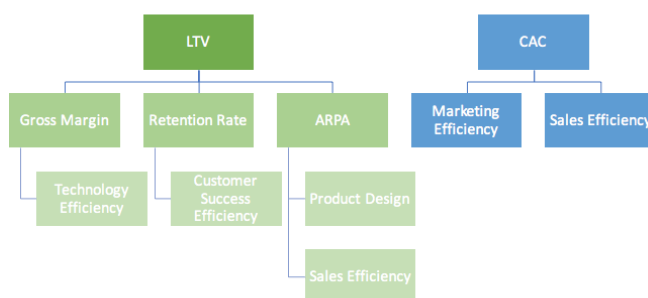 LTV
CAC
Gross Margin
Retention Rate
ARPA
Marketing
Efficiency
Sales Efficiency
Technology
Efficiency
Customer
Success
Efficiency
Product Design
Sales Efficiency